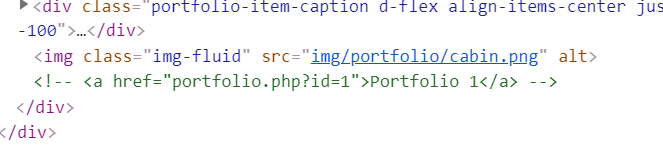 <div class="portfolio-item-caption d-flex align-items-center jus
-100">…</div>
<img class="img-fluid" src="img/portfolio/cabin.png" alt>
<!-- <a href="portfolio.php?id=1">Portfolio 1</a> -->
</div>
</div>